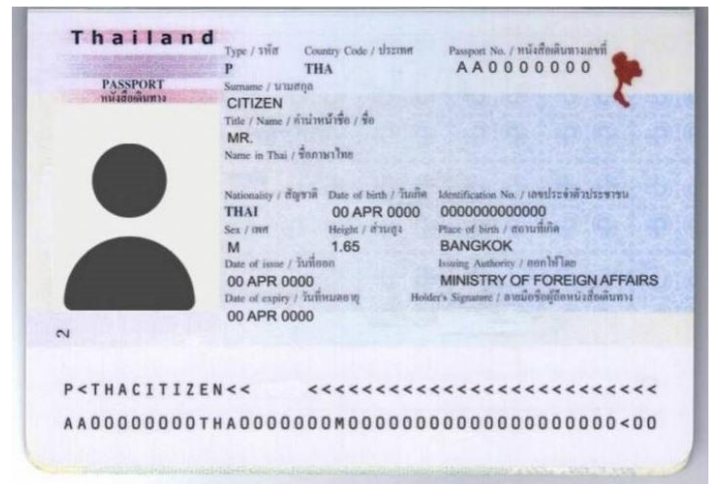 Thailand
PASSPORT
หนังสือเดินทาง
Type / รหัส Country Code / ประเทศ Passport No. / หนังสือเดินทางเลขที่
P THA AA0000000
Surname / นามสกุล
CITIZEN
Title / Name / คำนำหน้าชื่อ / ชื่อ
MR.
Name in Thai / ชื่อภาษาไทย
Nationality / สัญชาติ Date of birth / วันเกิด Identification No. / เลขประจำตัวประชาชน
THAI 00 APR 0000 0000000000000
Sex / เพศ Height / ส่วนสูง Place of birth / สถานที่เกิด
M 1.65 BANGKOK
Date of issue / วันที่ออก Issuing Authority / ออกให้โดย
00 APR 0000 MINISTRY OF FOREIGN AFFAIRS
Date of expiry / วันที่หมดอายุ Holder's Signature / ลายมือชื่อผู้ถือหนังสือเดินทาง
00 APR 0000
2
P<THACITIZEN<< <<<<<<<<<<<<<<<<<<<<<<<<<<
AA00000000THA0000000M0000000000000000000000<00